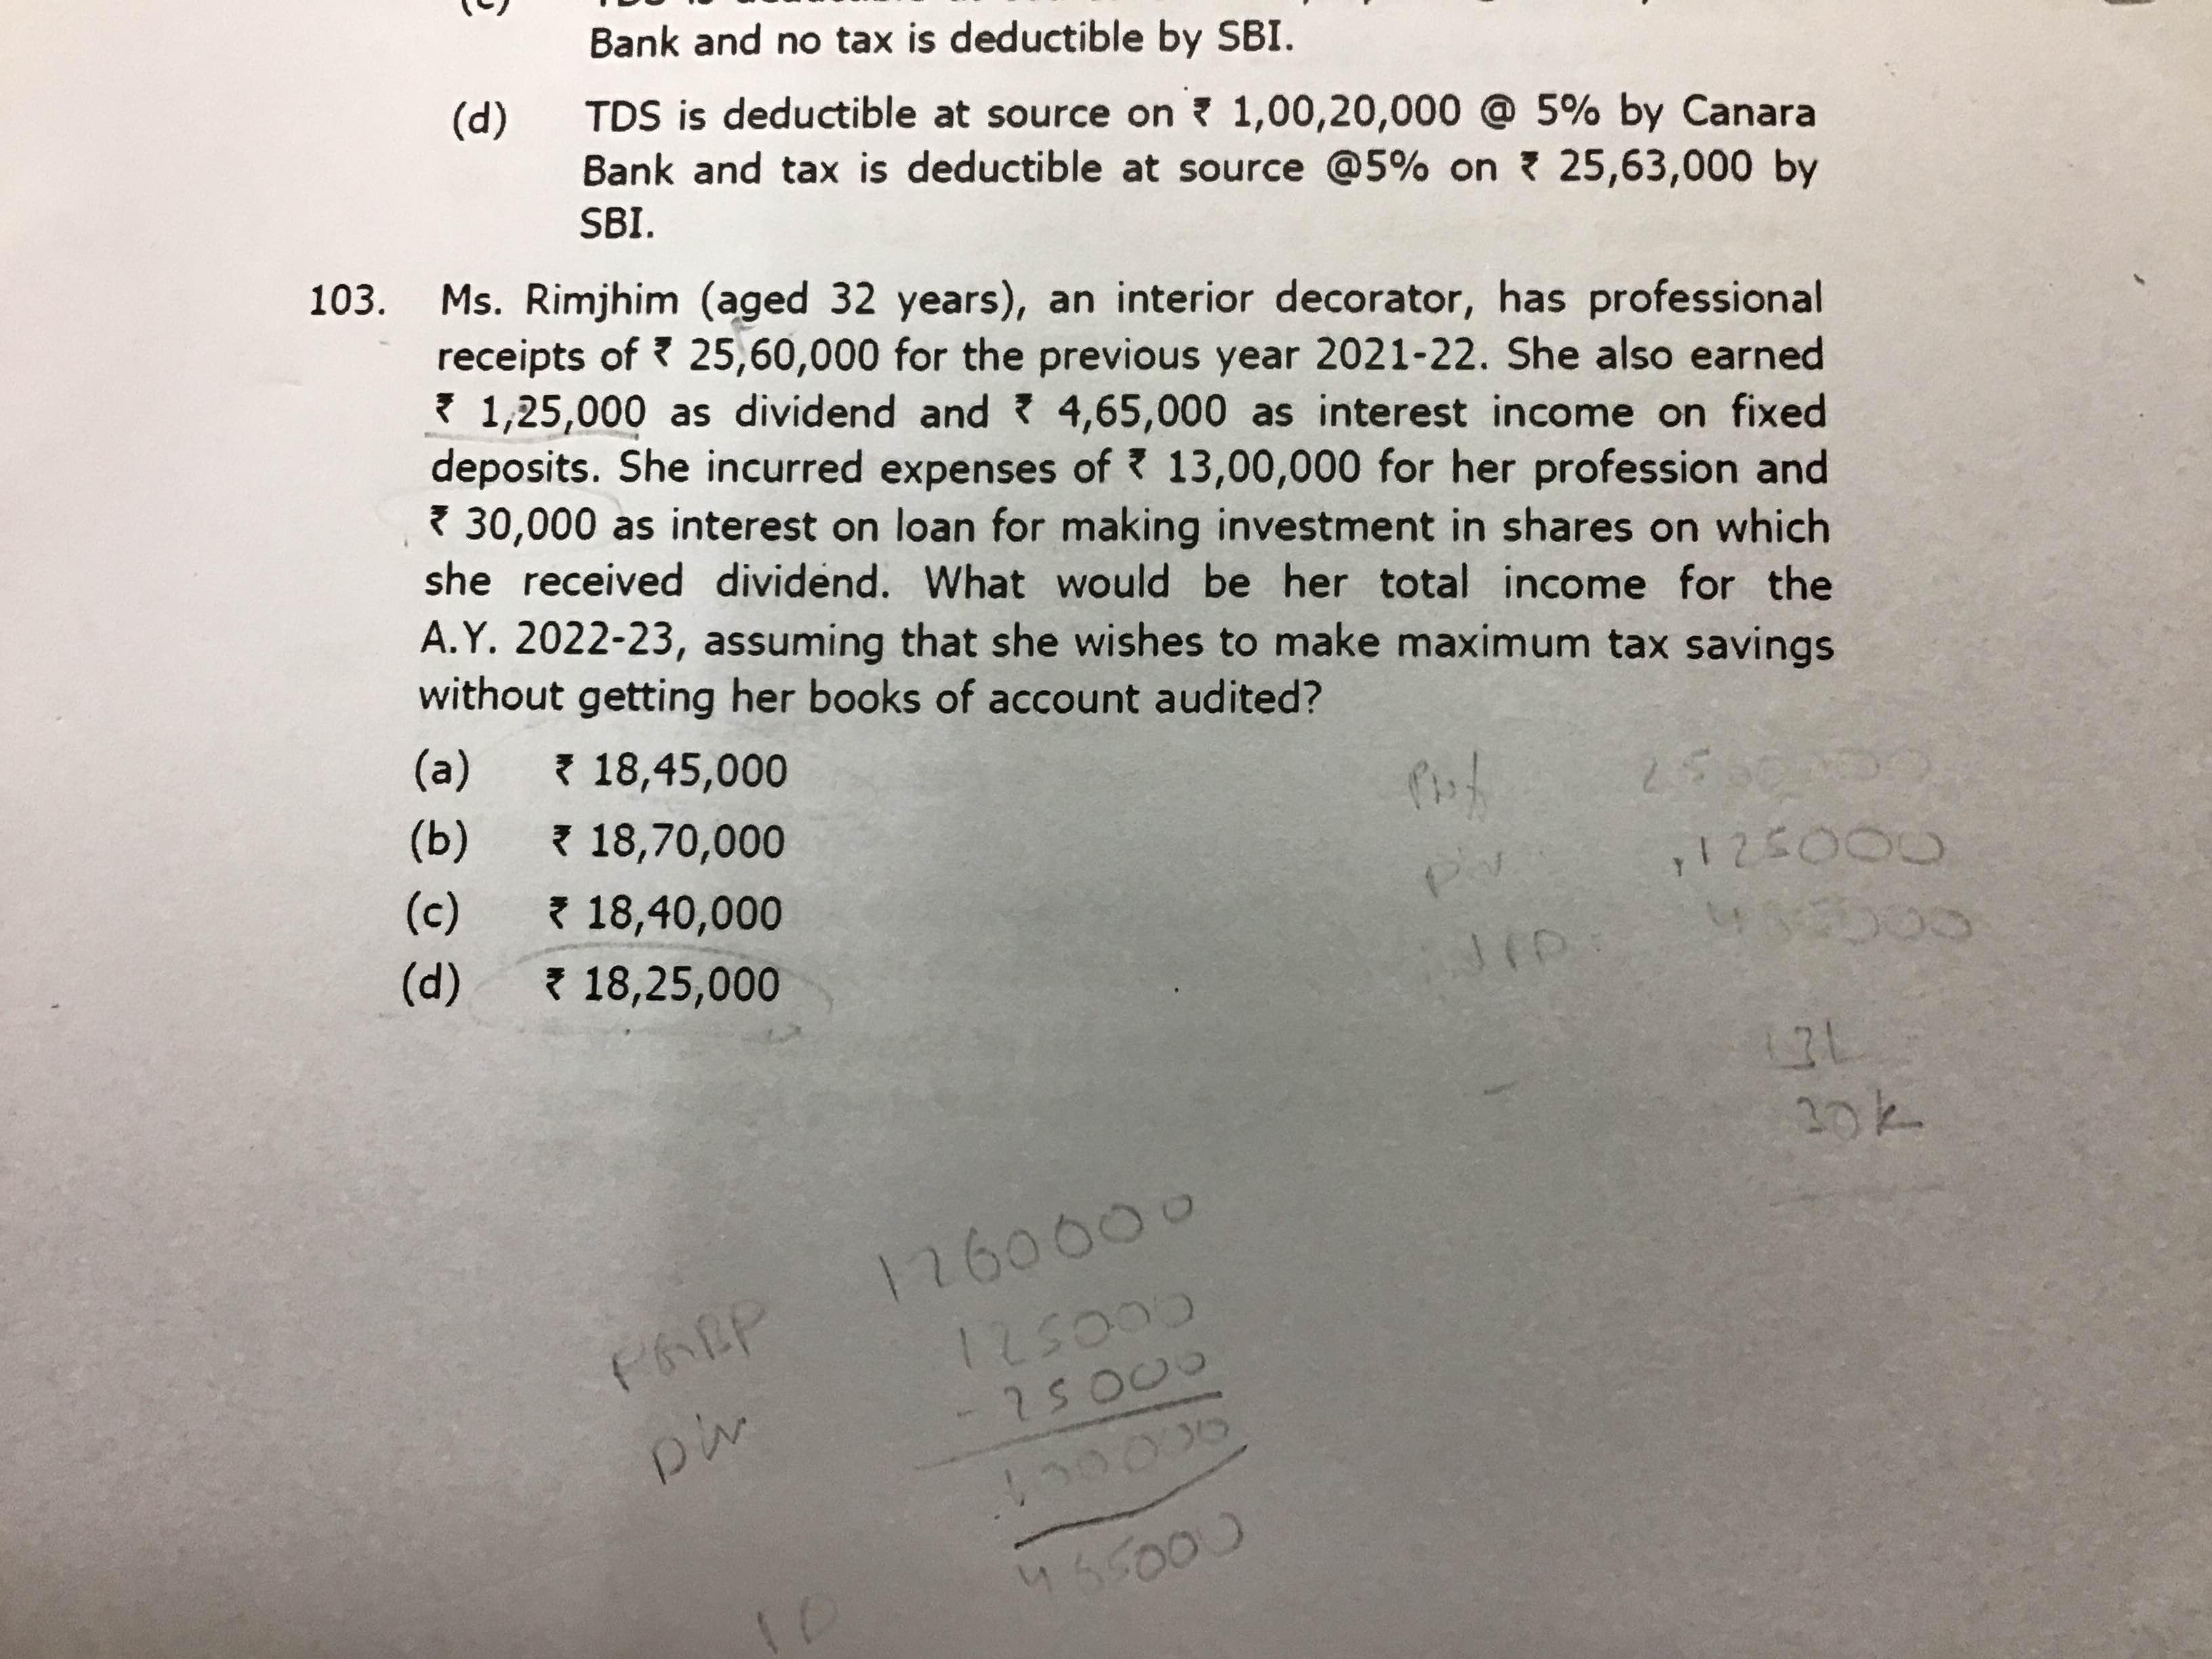 Bank and no tax is deductible by SBI.
(d) TDS is deductible at source on ₹ 1,00,20,000 @ 5% by Canara
Bank and tax is deductible at source @5% on ₹ 25,63,000 by
SBI.
103. Ms. Rimjhim (aged 32 years), an interior decorator, has professional
receipts of ₹ 25,60,000 for the previous year 2021-22. She also earned
₹ 1,25,000 as dividend and ₹ 4,65,000 as interest income on fixed
deposits. She incurred expenses of ₹ 13,00,000 for her profession and
₹ 30,000 as interest on loan for making investment in shares on which
she received dividend. What would be her total income for the
A.Y. 2022-23, assuming that she wishes to make maximum tax savings
without getting her books of account audited?
(a) ₹ 18,45,000
(b) ₹ 18,70,000
(c) ₹ 18,40,000
(d) ₹ 18,25,000
125000
13L
30k
1260000
PGBP
125000
- 25000
Div
100000
465000